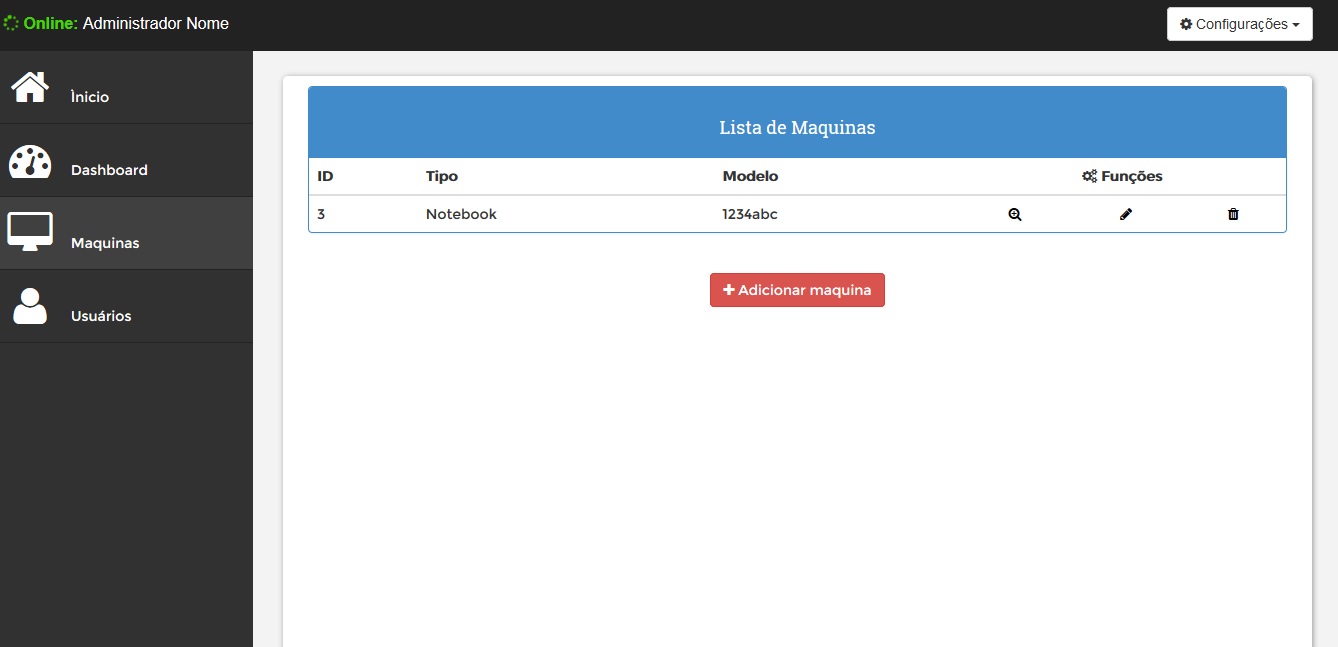 Online: Administrador Nome
Configurações
Ìnicio
Dashboard
Maquinas
Usuários
Lista de Maquinas
ID Tipo Modelo Funções
3 Notebook 1234abc
Adicionar maquina